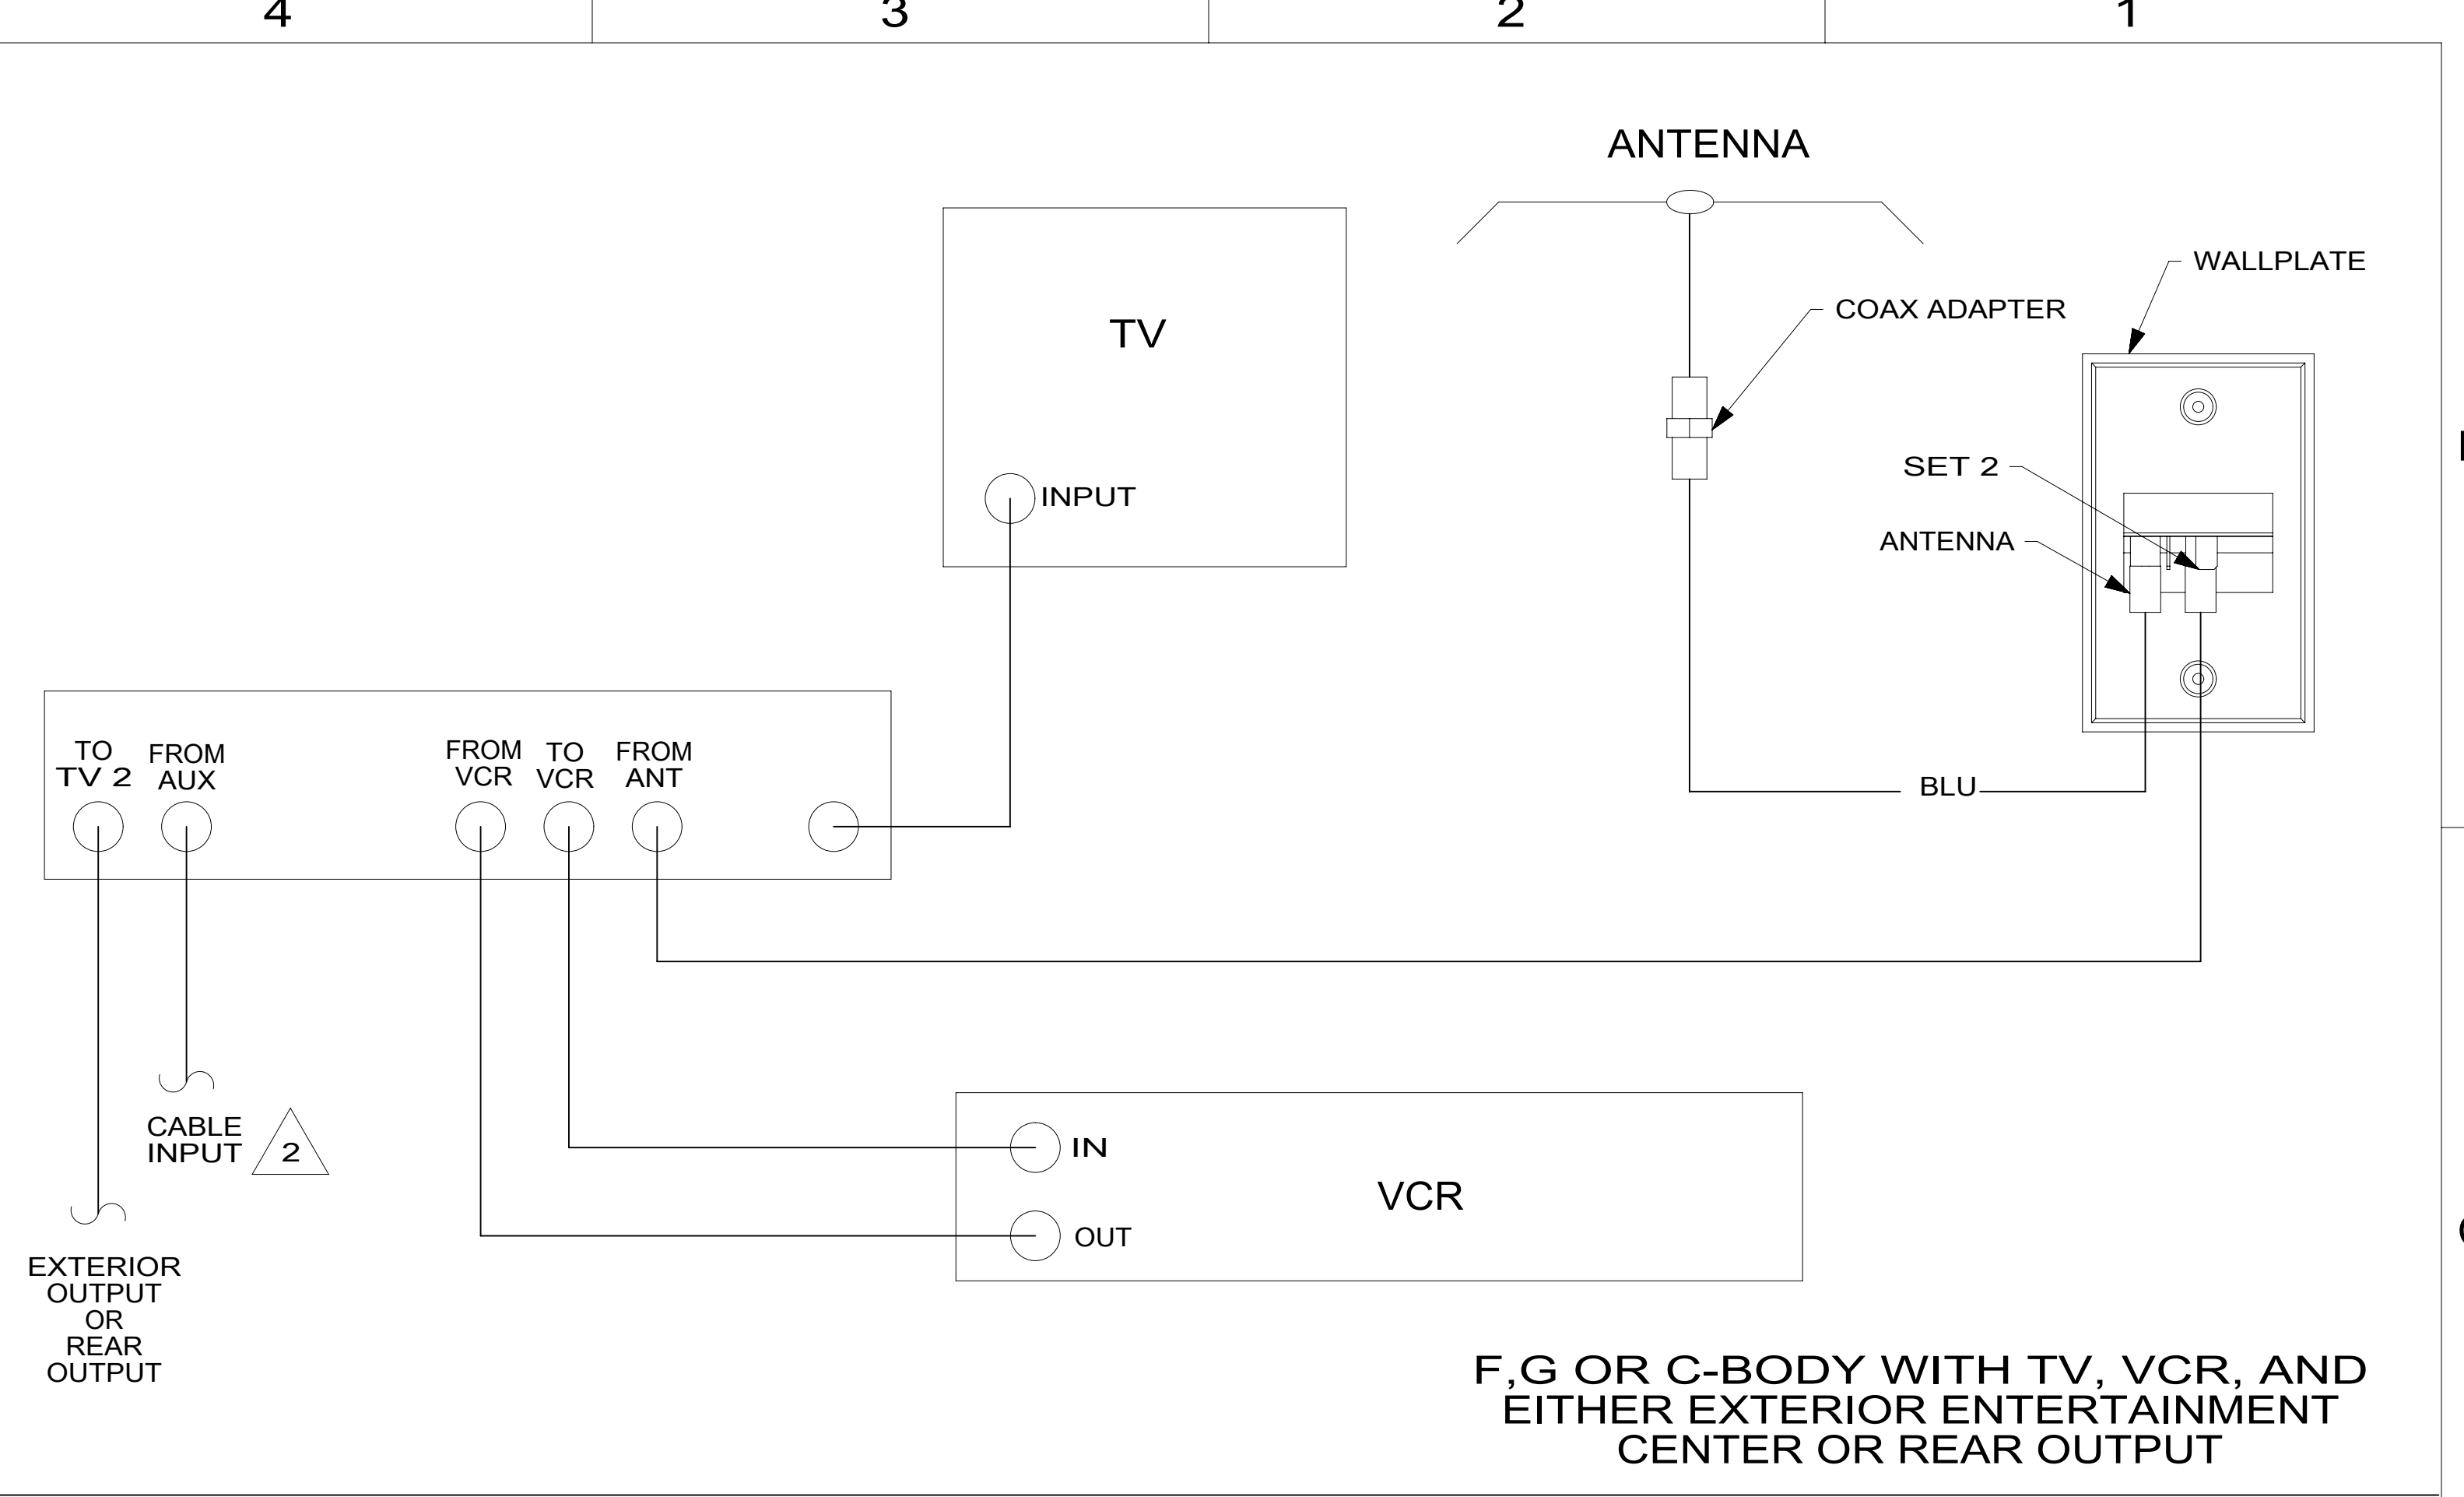 4
3
2
1
ANTENNA
WALLPLATE
COAX ADAPTER
TV
SET 2
INPUT
ANTENNA
TO
TV 2
FROM
AUX
FROM
VCR
TO
VCR
FROM
ANT
BLU
CABLE
INPUT
2
IN
VCR
OUT
EXTERIOR
OUTPUT
OR
REAR
OUTPUT
F,G OR C-BODY WITH TV, VCR, AND
EITHER EXTERIOR ENTERTAINMENT
CENTER OR REAR OUTPUT